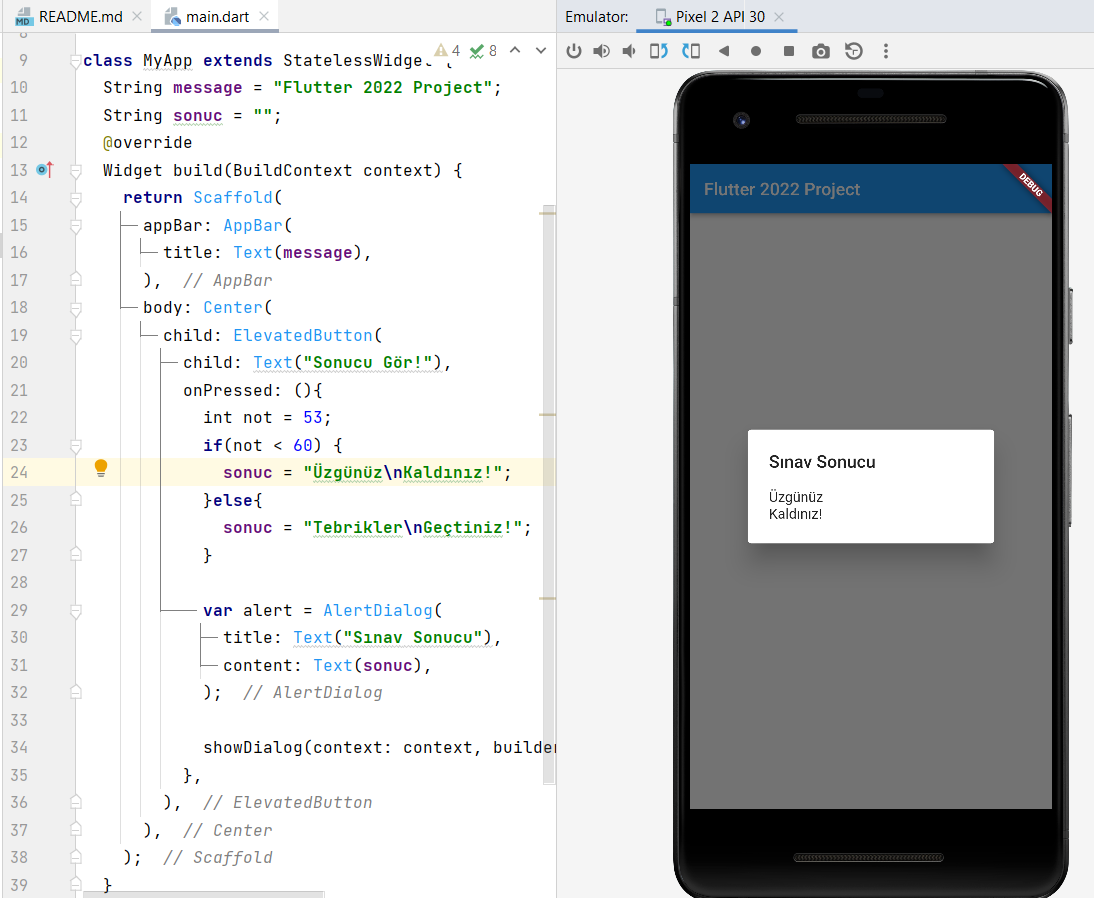 README.md
main.dart
Emulator:
Pixel 2 API 30
4 8
9 class MyApp extends StatelessWidget {
10 String message = "Flutter 2022 Project";
11 String sonuc = "";
12 @override
13 Widget build(BuildContext context) {
14 return Scaffold(
15 appBar: AppBar(
16 title: Text(message),
17 ), // AppBar
18 body: Center(
19 child: ElevatedButton(
20 child: Text("Sonucu Gör!"),
21 onPressed: (){
22 int not = 53;
23 if(not < 60) {
24 sonuc = "Üzgünüz\nKaldınız!";
25 }else{
26 sonuc = "Tebrikler\nGeçtiniz!";
27 }
28
29 var alert = AlertDialog(
30 title: Text("Sınav Sonucu"),
31 content: Text(sonuc),
32 ); // AlertDialog
33
34 showDialog(context: context, builder
35 },
36 ), // ElevatedButton
37 ), // Center
38 ); // Scaffold
39 }
Flutter 2022 Project
DEBUG
Sınav Sonucu
Üzgünüz
Kaldınız!